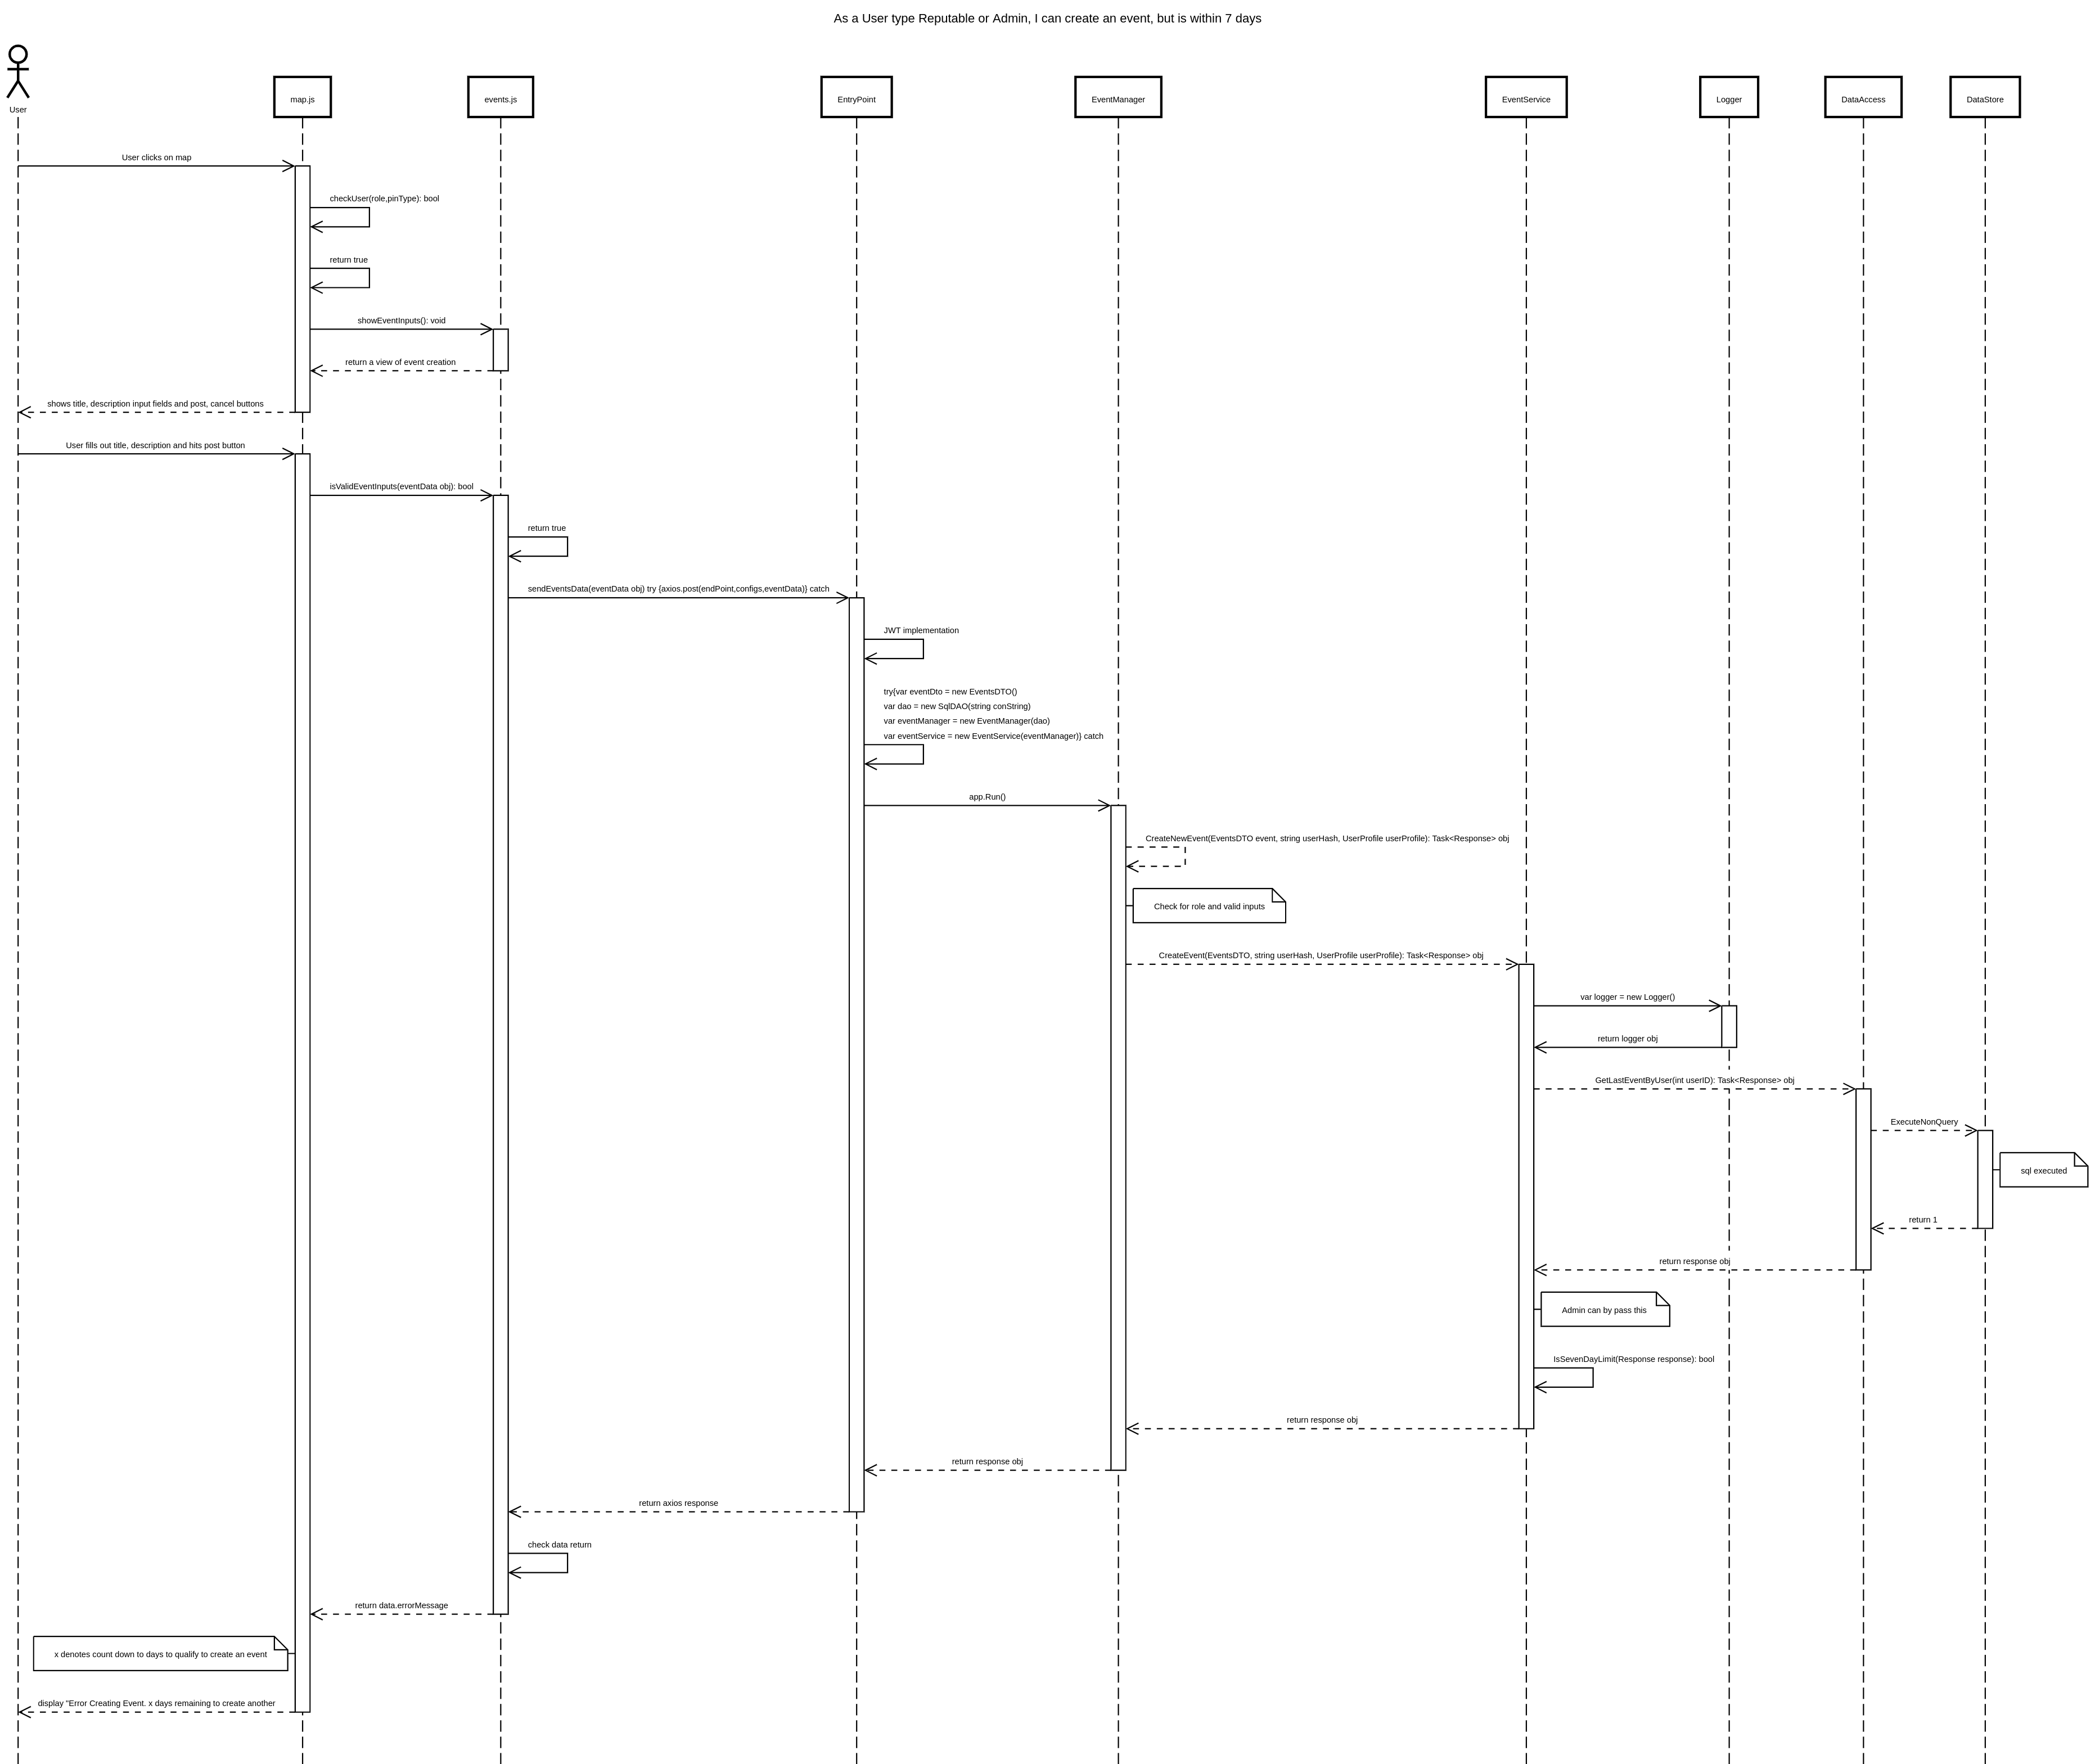 As a User type Reputable or Admin, I can create an event, but is within 7 days
User
map.js
events.js
EntryPoint
EventManager
EventService
Logger
DataAccess
DataStore
User clicks on map
checkUser(role,pinType): bool
return true
showEventInputs(): void
return a view of event creation
shows title, description input fields and post, cancel buttons
User fills out title, description and hits post button
isValidEventInputs(eventData obj): bool
return true
sendEventsData(eventData obj) try {axios.post(endPoint,configs,eventData)} catch
JWT implementation
try{var eventDto = new EventsDTO()
var dao = new SqlDAO(string conString)
var eventManager = new EventManager(dao)
var eventService = new EventService(eventManager)} catch
app.Run()
CreateNewEvent(EventsDTO event, string userHash, UserProfile userProfile): Task<Response> obj
Check for role and valid inputs
CreateEvent(EventsDTO, string userHash, UserProfile userProfile): Task<Response> obj
var logger = new Logger()
return logger obj
GetLastEventByUser(int userID): Task<Response> obj
ExecuteNonQuery
sql executed
return 1
return response obj
Admin can by pass this
IsSevenDayLimit(Response response): bool
return response obj
return response obj
return axios response
check data return
return data.errorMessage
x denotes count down to days to qualify to create an event
display "Error Creating Event. x days remaining to create another